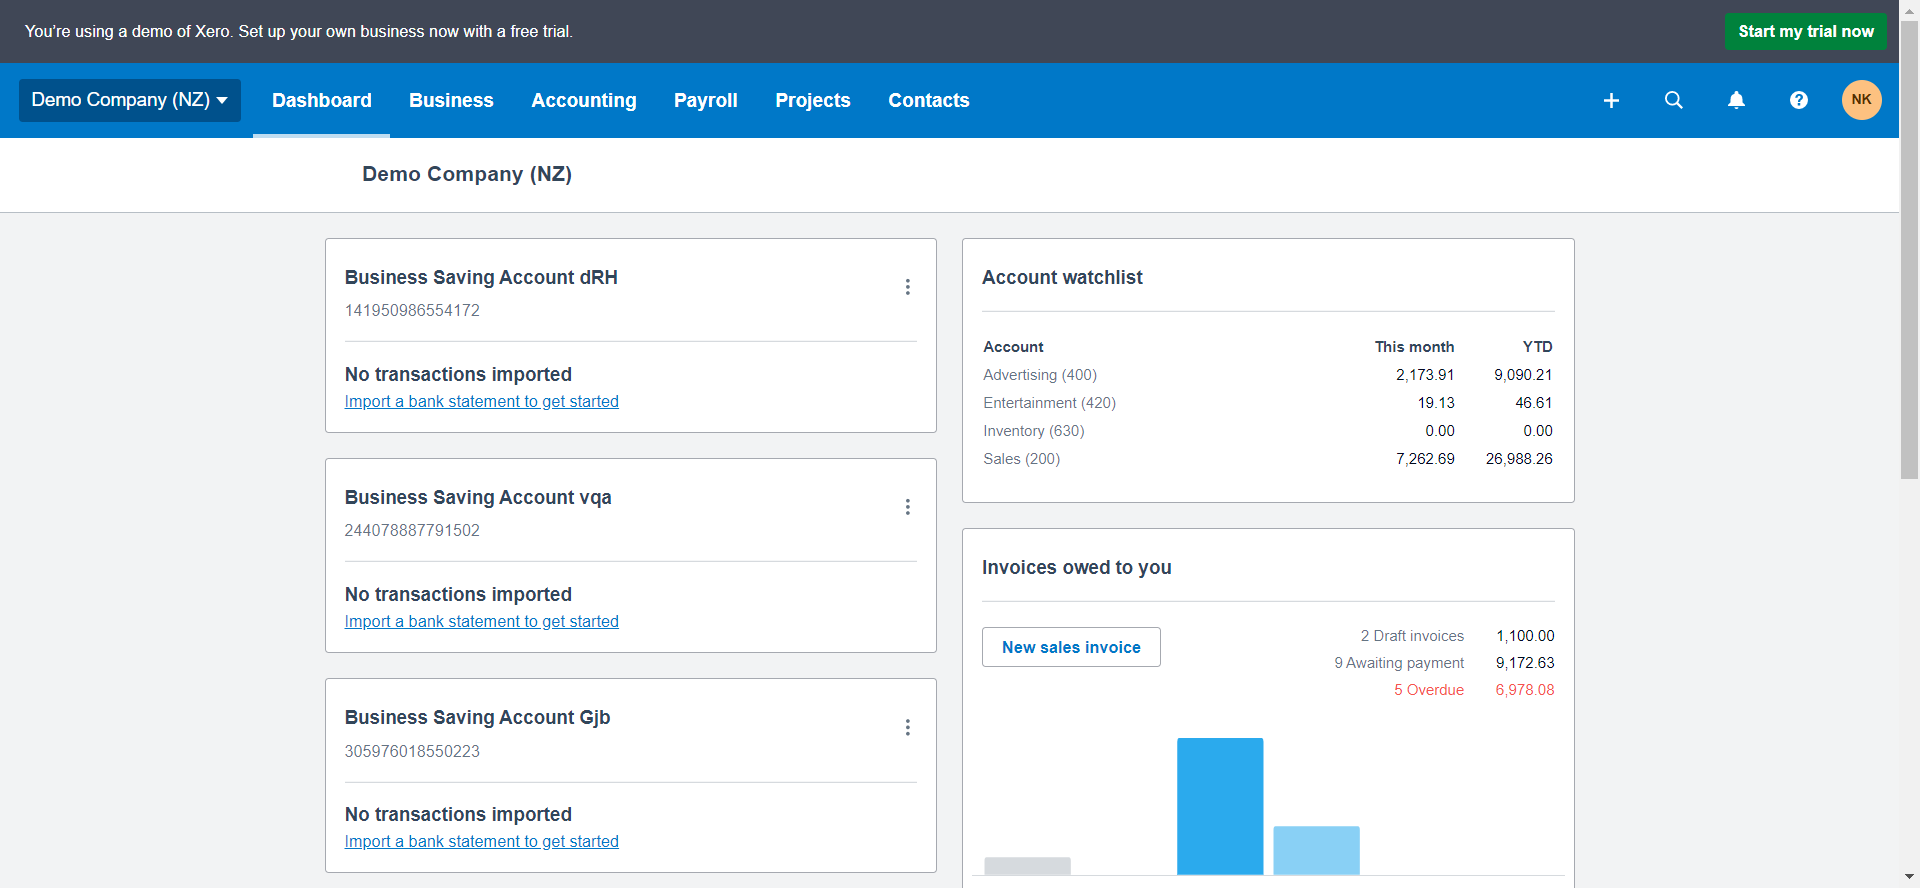 You're using a demo of Xero. Set up your own business now with a free trial.
Start my trial now
Demo Company (NZ)
Dashboard
Business
Accounting
Payroll
Projects
Contacts
NK
Demo Company (NZ)
Business Saving Account dRH
141950986554172
No transactions imported
Import a bank statement to get started
Business Saving Account vqa
244078887791502
No transactions imported
Import a bank statement to get started
Business Saving Account Gjb
305976018550223
No transactions imported
Import a bank statement to get started
Account watchlist
Account This month YTD
Advertising (400) 2,173.91 9,090.21
Entertainment (420) 19.13 46.61
Inventory (630) 0.00 0.00
Sales (200) 7,262.69 26,988.26
Invoices owed to you
New sales invoice
2 Draft invoices 1,100.00
9 Awaiting payment 9,172.63
5 Overdue 6,978.08